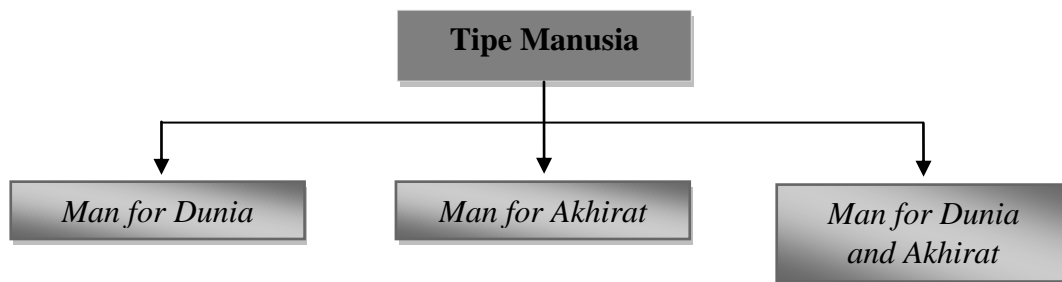 Tipe Manusia
Man for Dunia
Man for Akhirat
Man for Dunia
and Akhirat